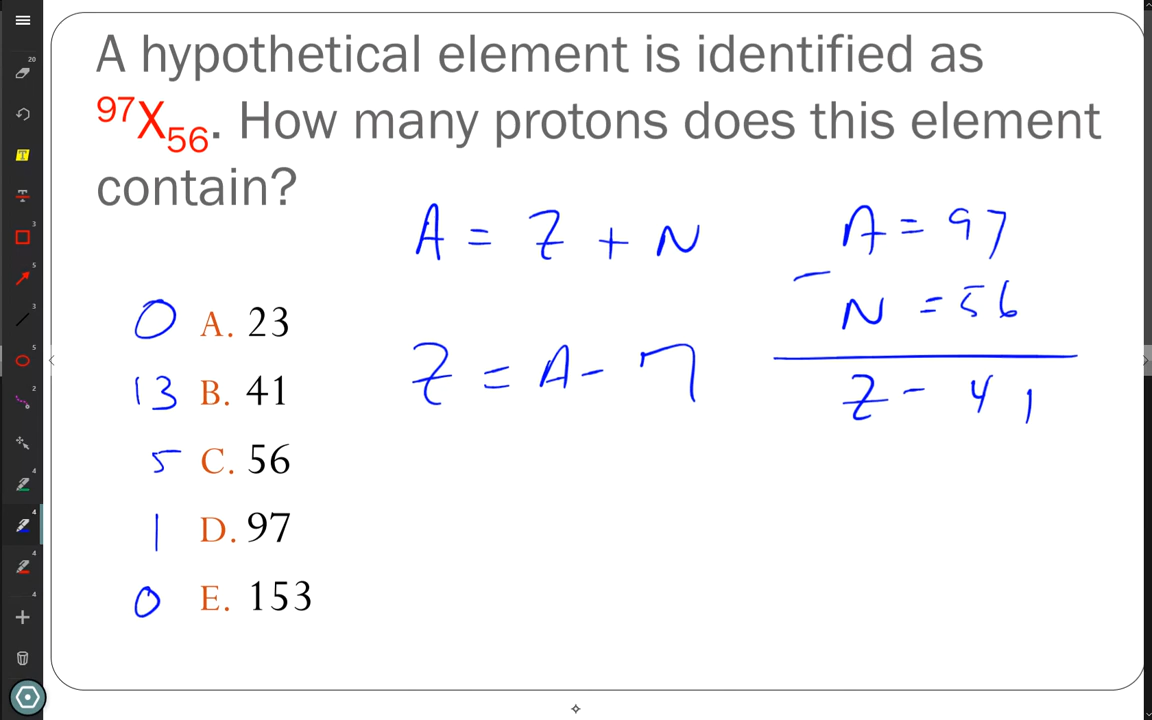 A hypothetical element is identified as
⁹⁷X₅₆. How many protons does this element
contain?
A = Z + N
A = 97
− N = 56
0 A. 23
Z = A - N
Z - 41
13 B. 41
5 C. 56
1 D. 97
0 E. 153